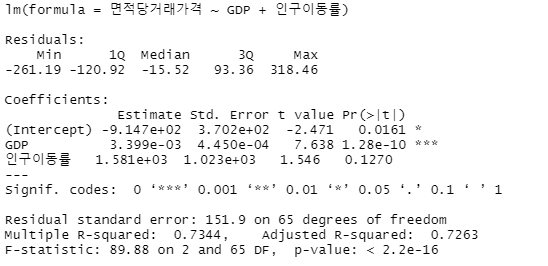 lm(formula = 면적당거래가격 ~ GDP + 인구이동률)
Residuals:
Min 1Q Median 3Q Max
-261.19 -120.92 -15.52 93.36 318.46
Coefficients:
Estimate Std. Error t value Pr(>|t|)
(Intercept) -9.147e+02 3.702e+02 -2.471 0.0161 *
GDP 3.399e-03 4.450e-04 7.638 1.28e-10 ***
인구이동률 1.581e+03 1.023e+03 1.546 0.1270
---
Signif. codes: 0 ‘***’ 0.001 ‘**’ 0.01 ‘*’ 0.05 ‘.’ 0.1 ‘ ’ 1
Residual standard error: 151.9 on 65 degrees of freedom
Multiple R-squared: 0.7344, Adjusted R-squared: 0.7263
F-statistic: 89.88 on 2 and 65 DF, p-value: < 2.2e-16